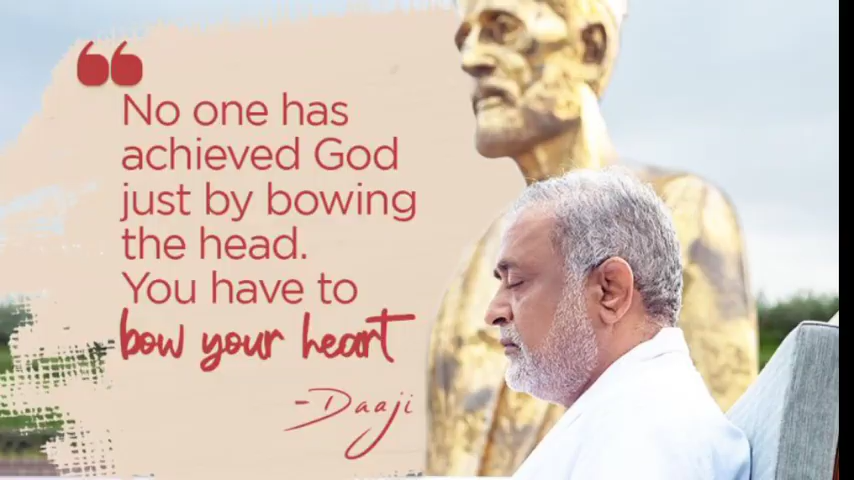 “
No one has
achieved God
just by bowing
the head.
You have to
bow your heart
-Daaji